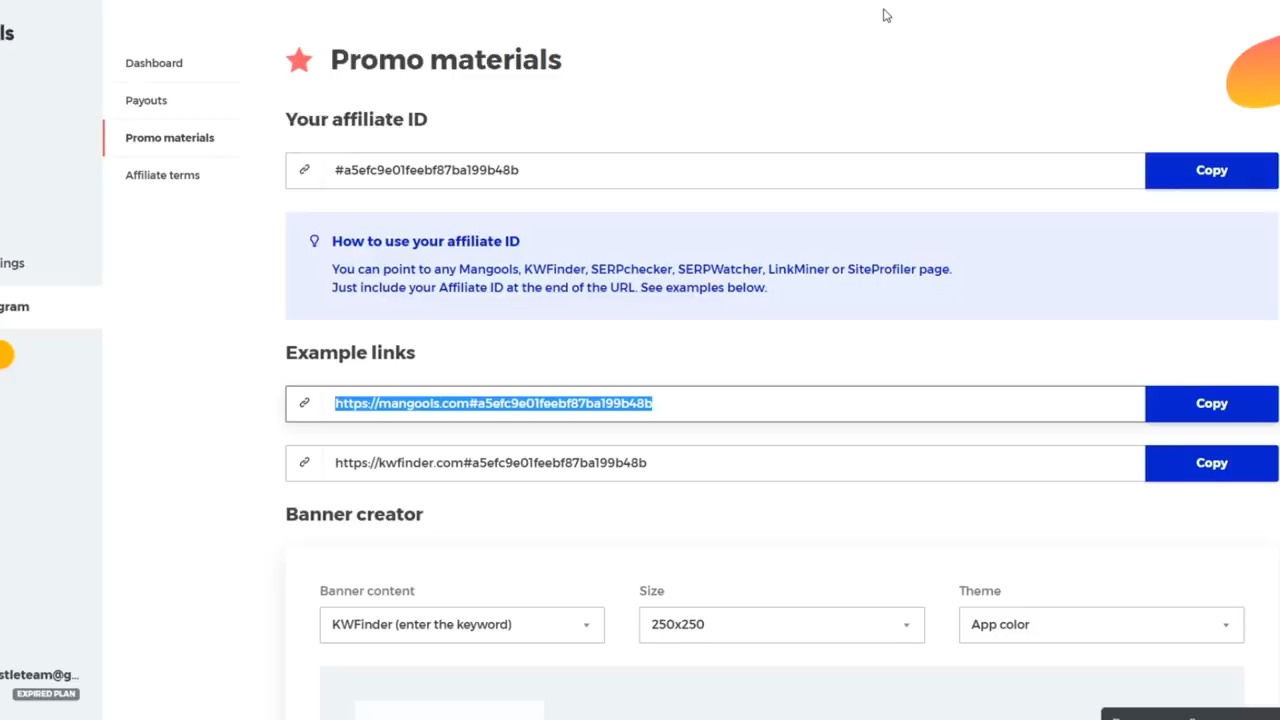 ls
Dashboard
Payouts
Promo materials
Affiliate terms
ings
gram
stleteam@g...
EXPIRED PLAN
Promo materials
Your affiliate ID
#a5efc9e01feebf87ba199b48b
Copy
How to use your affiliate ID
You can point to any Mangools, KWFinder, SERPchecker, SERPWatcher, LinkMiner or SiteProfiler page.
Just include your Affiliate ID at the end of the URL. See examples below.
Example links
https://mangools.com#a5efc9e01feebf87ba199b48b
Copy
https://kwfinder.com#a5efc9e01feebf87ba199b48b
Copy
Banner creator
Banner content
Size
Theme
KWFinder (enter the keyword)
250x250
App color